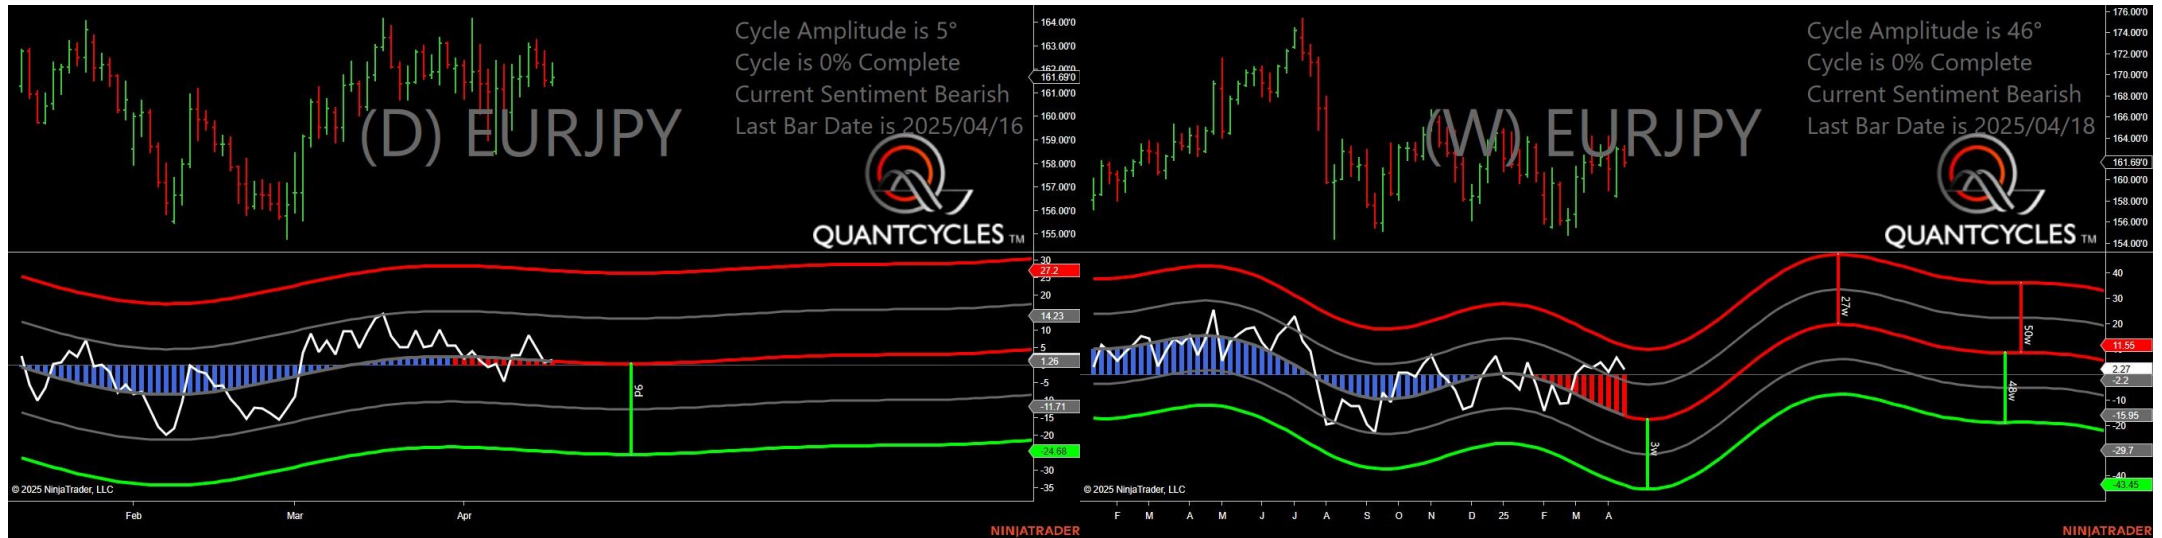 Cycle Amplitude is 5°
Cycle is 0% Complete
Current Sentiment Bearish
Last Bar Date is 2025/04/16
(D) EURJPY
QUANTCYCLES TM
164.00'0
163.00'0
162.00'0
161.69'0
161.00'0
160.00'0
159.00'0
158.00'0
157.00'0
156.00'0
155.00'0
30
27.2
25
20
14.23
10
5
1.26
-5
-10
-11.71
-15
-20
-24.68
-30
-35
9d
© 2025 NinjaTrader, LLC
Feb Mar Apr
NINJATRADER
Cycle Amplitude is 46°
Cycle is 0% Complete
Current Sentiment Bearish
Last Bar Date is 2025/04/18
(W) EURJPY
QUANTCYCLES TM
176.00'0
174.00'0
172.00'0
170.00'0
168.00'0
166.00'0
164.00'0
161.69'0
160.00'0
158.00'0
156.00'0
154.00'0
40
30
20
11.55
2.27
-2.2
-10
-15.95
-20
-29.7
-40
-43.45
27w
50w
48w
3w
© 2025 NinjaTrader, LLC
F M A M J J A S O N D 25 F M A
NINJATRADER